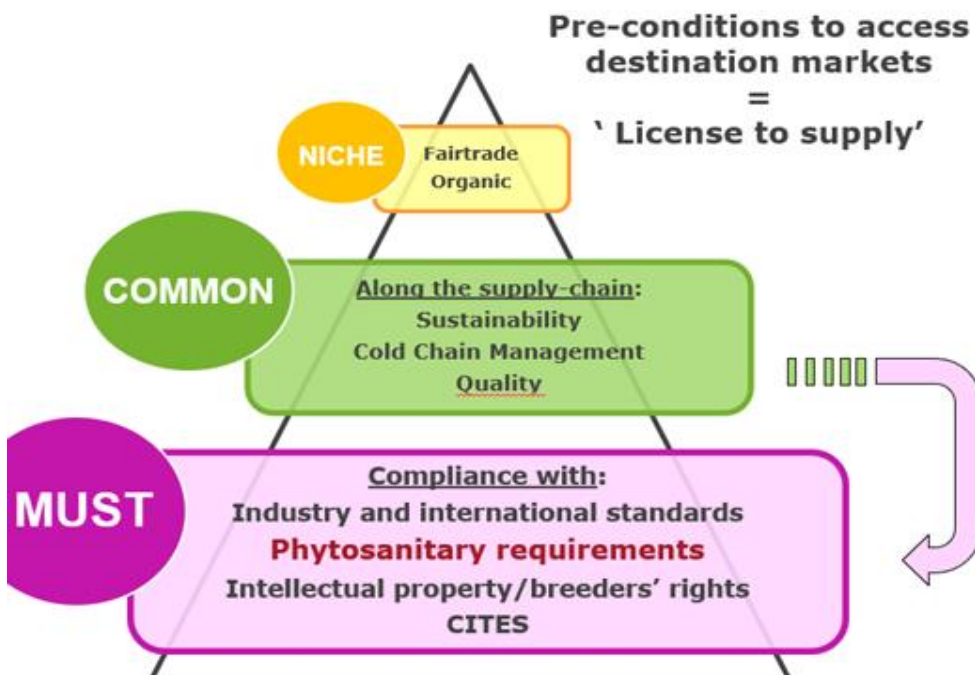 Pre-conditions to access
destination markets
=
‘ License to supply’
NICHE
Fairtrade
Organic
COMMON
Along the supply-chain:
Sustainability
Cold Chain Management
Quality
MUST
Compliance with:
Industry and international standards
Phytosanitary requirements
Intellectual property/breeders’ rights
CITES